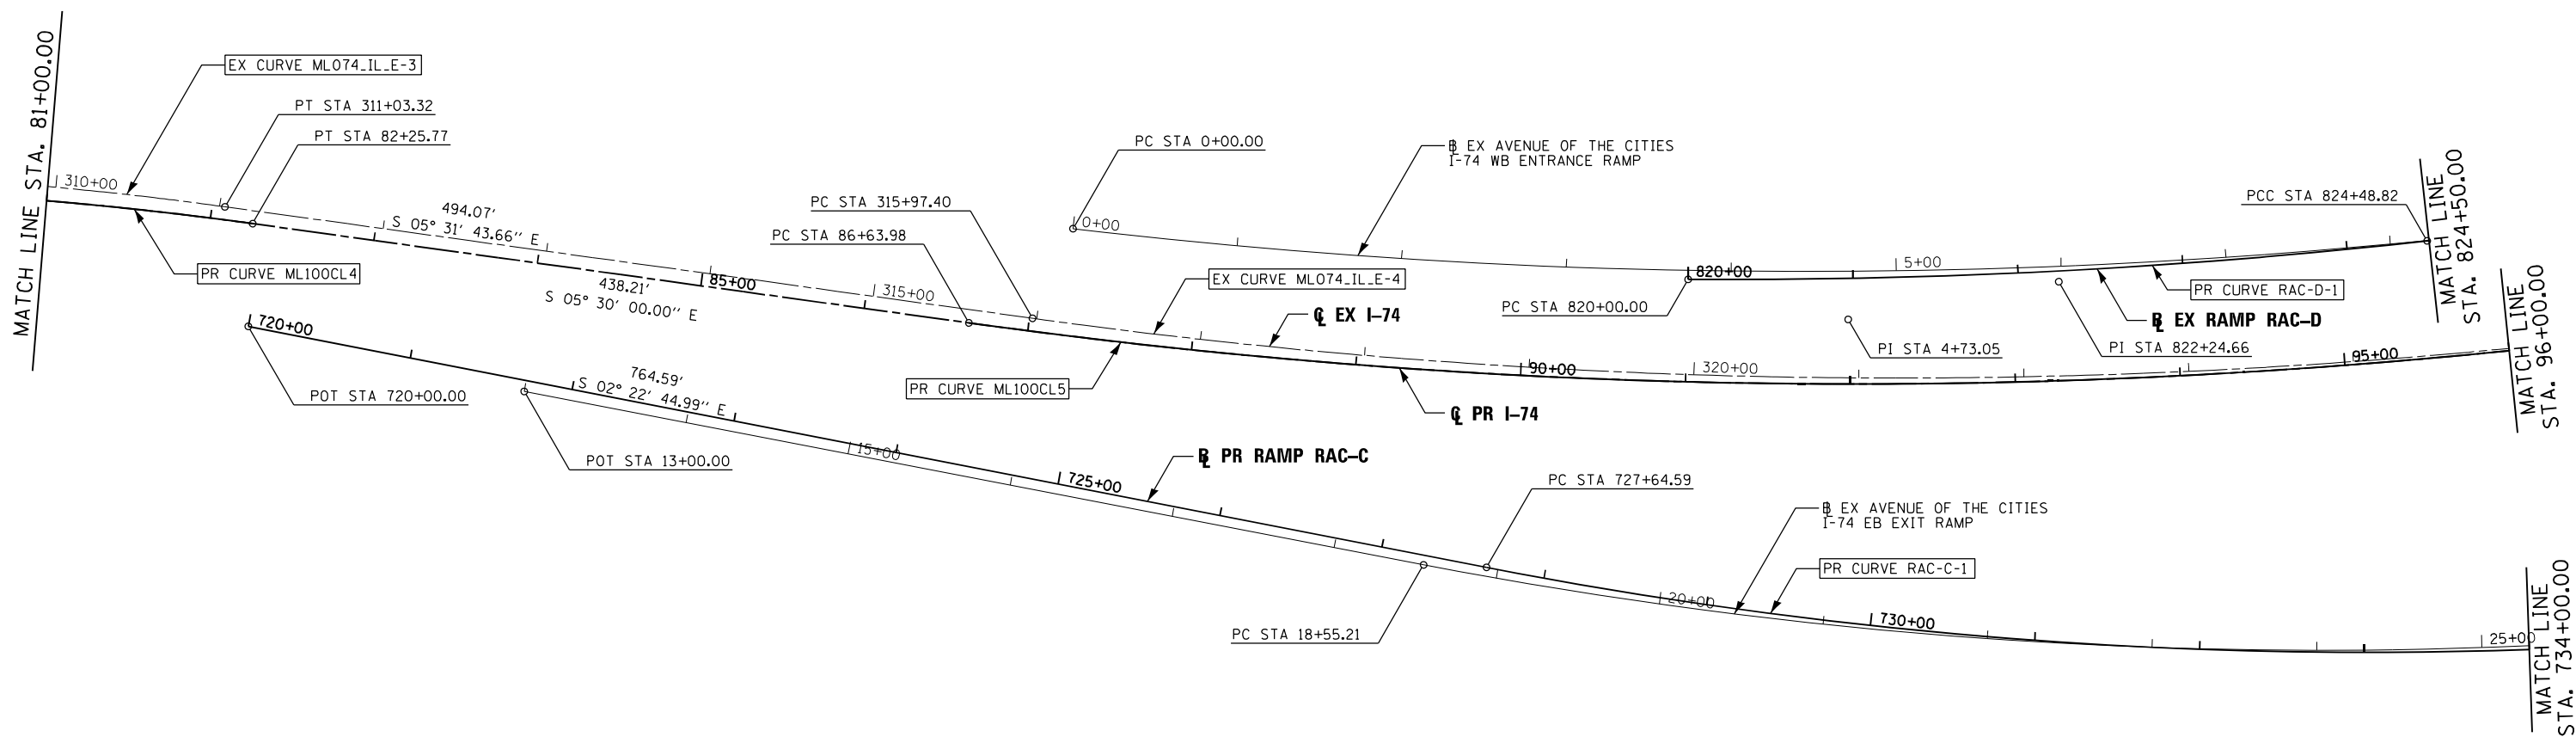 MATCH LINE STA. 81+00.00
EX CURVE ML074_IL_E-3
PT STA 311+03.32
PT STA 82+25.77
310+00
494.07'
S 05° 31' 43.66" E
PR CURVE ML100CL4
438.21'
S 05° 30' 00.00" E
85+00
PC STA 315+97.40
PC STA 86+63.98
315+00
PC STA 0+00.00
0+00
℄ EX AVENUE OF THE CITIES
I-74 WB ENTRANCE RAMP
EX CURVE ML074_IL_E-4
℄ EX I-74
820+00
PC STA 820+00.00
5+00
PCC STA 824+48.82
MATCH LINE
STA. 824+50.00
PR CURVE RAC-D-1
BL EX RAMP RAC-D
PI STA 4+73.05
PI STA 822+24.66
MATCH LINE
STA. 96+00.00
720+00
POT STA 720+00.00
764.59'
S 02° 22' 44.99" E
PR CURVE ML100CL5
90+00
320+00
95+00
℄ PR I-74
POT STA 13+00.00
15+00
725+00
BL PR RAMP RAC-C
PC STA 727+64.59
BL EX AVENUE OF THE CITIES
I-74 EB EXIT RAMP
PR CURVE RAC-C-1
PC STA 18+55.21
20+00
730+00
25+00
MATCH LINE
STA. 734+00.00